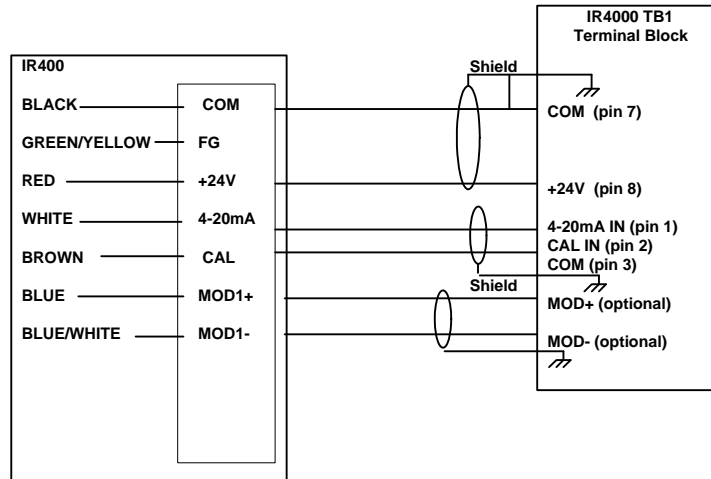 IR4000 TB1
Terminal Block
IR400
Shield
BLACK COM
COM (pin 7)
GREEN/YELLOW FG
RED +24V
+24V (pin 8)
WHITE 4-20mA
4-20mA IN (pin 1)
CAL IN (pin 2)
BROWN CAL
COM (pin 3)
Shield
BLUE MOD1+
MOD+ (optional)
BLUE/WHITE MOD1-
MOD- (optional)